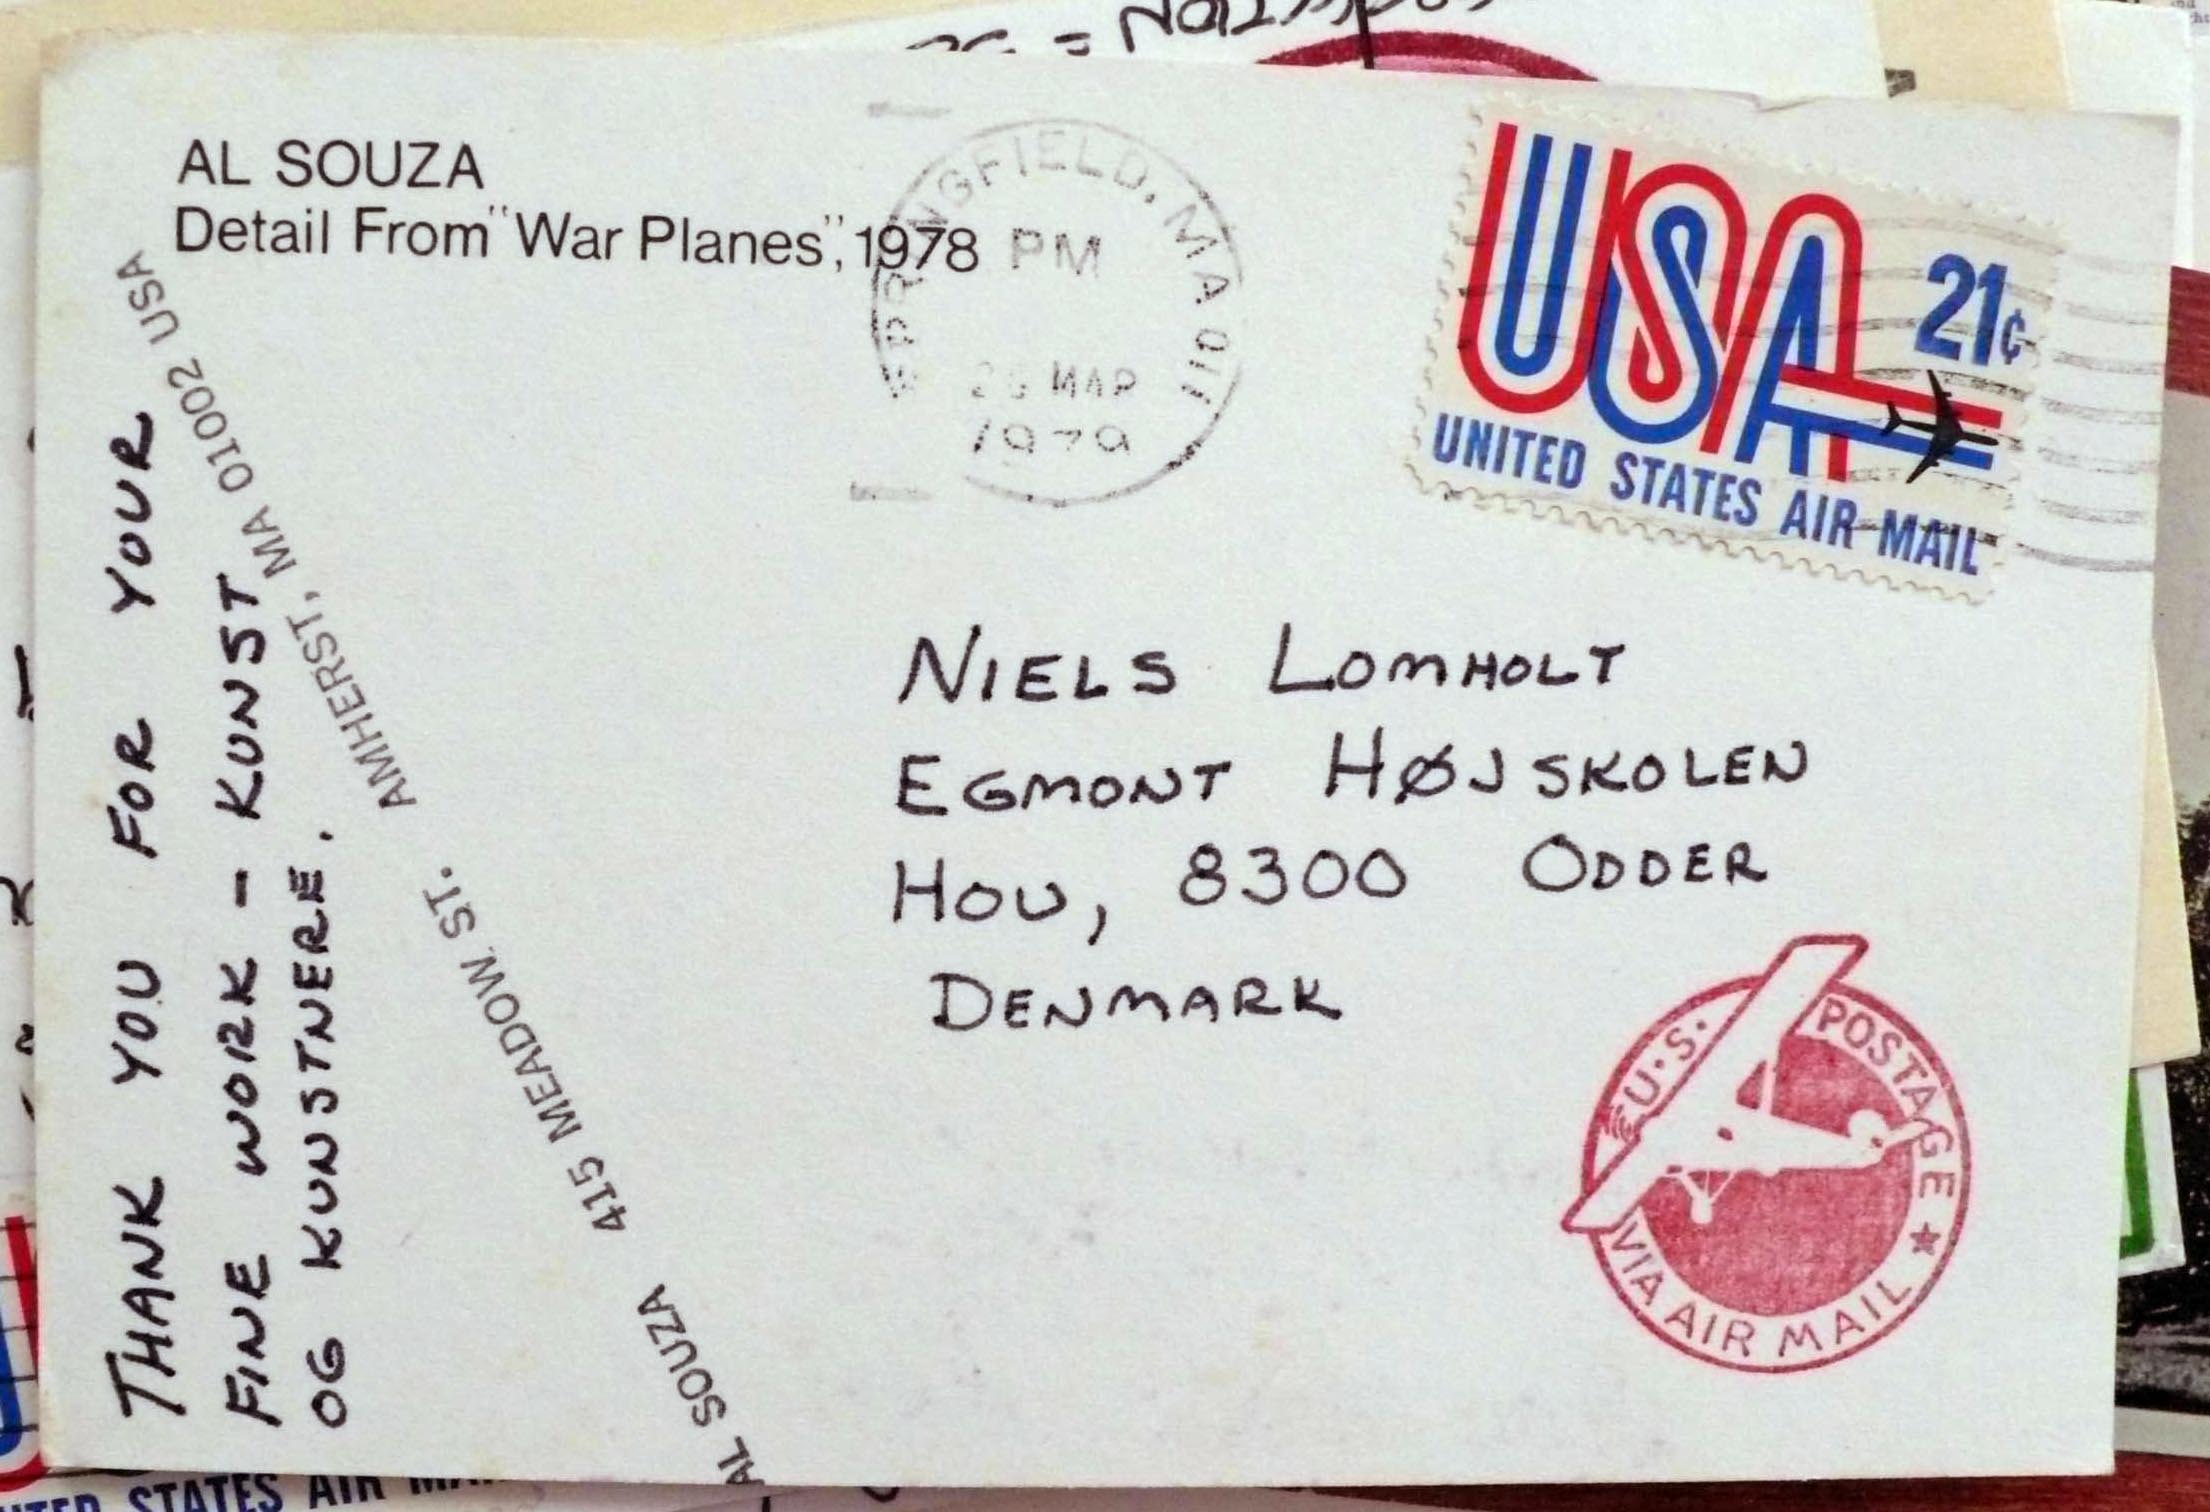 AL SOUZA
Detail From "War Planes", 1978
SPRINGFIELD, MA 011
PM
MAR
1979
USA 21¢
UNITED STATES AIR MAIL
NIELS LOMHOLT
EGMONT HØJSKOLEN
HOU, 8300 ODDER
DENMARK
U.S. POSTAGE ★
VIA AIR MAIL
THANK YOU FOR YOUR
FINE WORK – KUNST
OG KUNSTNERE.
AL SOUZA 415 MEADOW ST. AMHERST, MA 01002 USA
STATES AIR